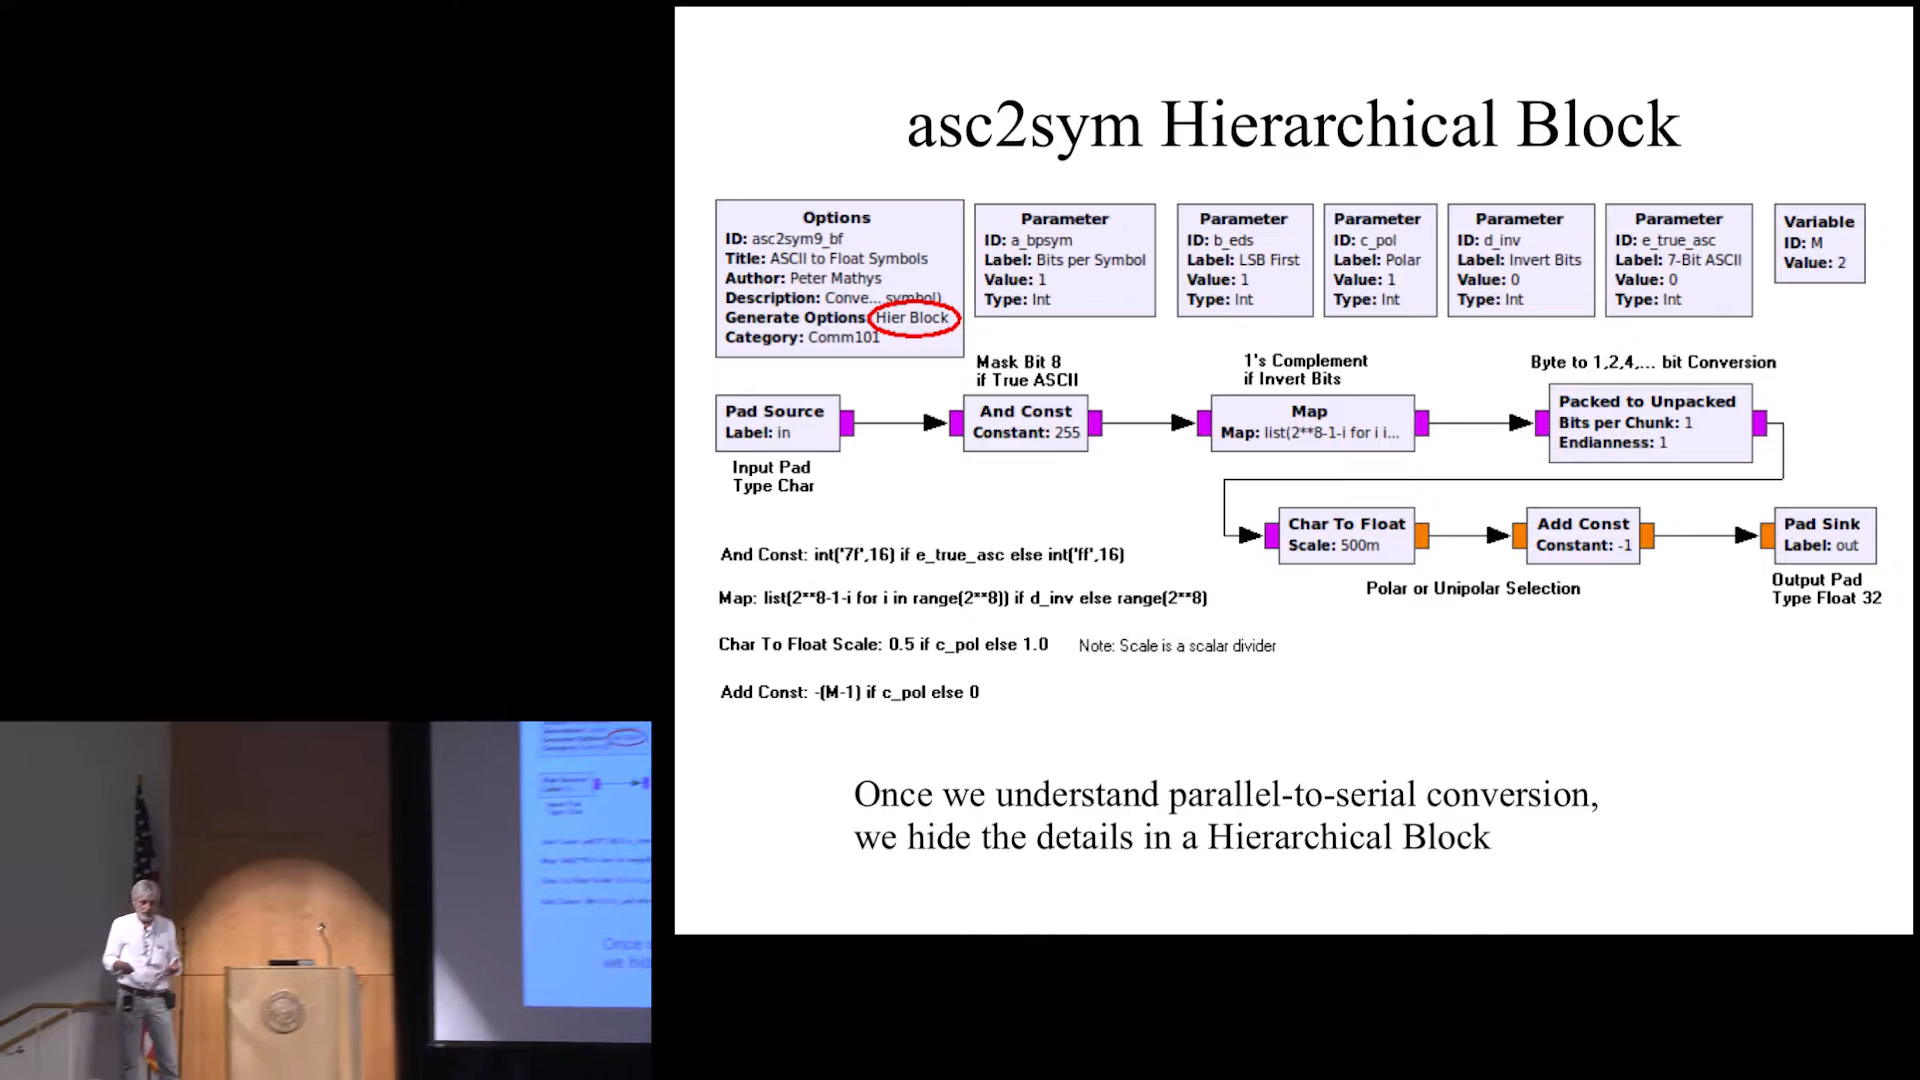 asc2sym Hierarchical Block
Options
ID: asc2sym9_bf
Title: ASCII to Float Symbols
Author: Peter Mathys
Description: Conve... symbol)
Generate Options: Hier Block
Category: Comm101
Parameter
ID: a_bpsym
Label: Bits per Symbol
Value: 1
Type: Int
Parameter
ID: b_eds
Label: LSB First
Value: 1
Type: Int
Parameter
ID: c_pol
Label: Polar
Value: 1
Type: Int
Parameter
ID: d_inv
Label: Invert Bits
Value: 0
Type: Int
Parameter
ID: e_true_asc
Label: 7-Bit ASCII
Value: 0
Type: Int
Variable
ID: M
Value: 2
Mask Bit 8
if True ASCII
1's Complement
if Invert Bits
Byte to 1,2,4,... bit Conversion
Pad Source
Label: in
And Const
Constant: 255
Map
Map: list(2**8-1-i for i i...
Packed to Unpacked
Bits per Chunk: 1
Endianness: 1
Input Pad
Type Char
Char To Float
Scale: 500m
Add Const
Constant: -1
Pad Sink
Label: out
Polar or Unipolar Selection
Output Pad
Type Float 32
And Const: int('7f',16) if e_true_asc else int('ff',16)
Map: list(2**8-1-i for i in range(2**8)) if d_inv else range(2**8)
Char To Float Scale: 0.5 if c_pol else 1.0 Note: Scale is a scalar divider
Add Const: -(M-1) if c_pol else 0
Once we understand parallel-to-serial conversion,
we hide the details in a Hierarchical Block